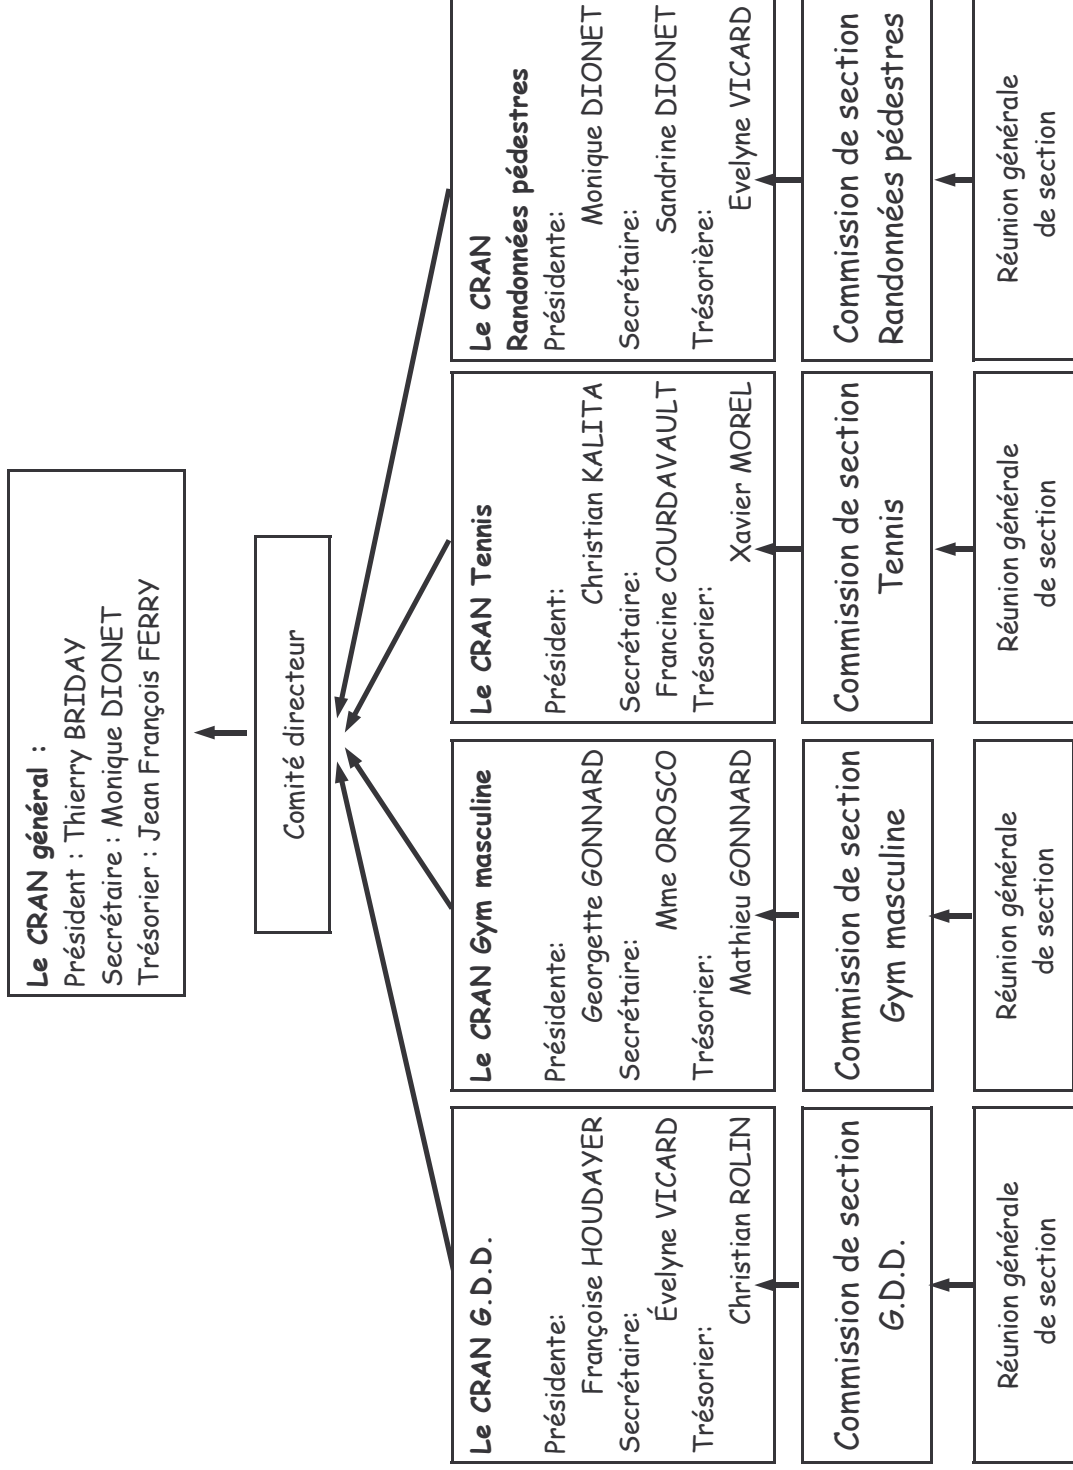 Le CRAN général :
Président : Thierry BRIDAY
Secrétaire : Monique DIONET
Trésorier : Jean François FERRY
Comité directeur
Le CRAN G.D.D.
Présidente:
Françoise HOUDAYER
Secrétaire:
Évelyne VICARD
Trésorier:
Christian ROLIN
Le CRAN Gym masculine
Présidente:
Georgette GONNARD
Secrétaire:
Mme OROSCO
Trésorier:
Mathieu GONNARD
Le CRAN Tennis
Président:
Christian KALITA
Secrétaire:
Francine COURDAVAULT
Trésorier:
Xavier MOREL
Le CRAN
Randonnées pédestres
Présidente:
Monique DIONET
Secrétaire:
Sandrine DIONET
Trésorière:
Evelyne VICARD
Commission de section
G.D.D.
Commission de section
Gym masculine
Commission de section
Tennis
Commission de section
Randonnées pédestres
Réunion générale
de section
Réunion générale
de section
Réunion générale
de section
Réunion générale
de section